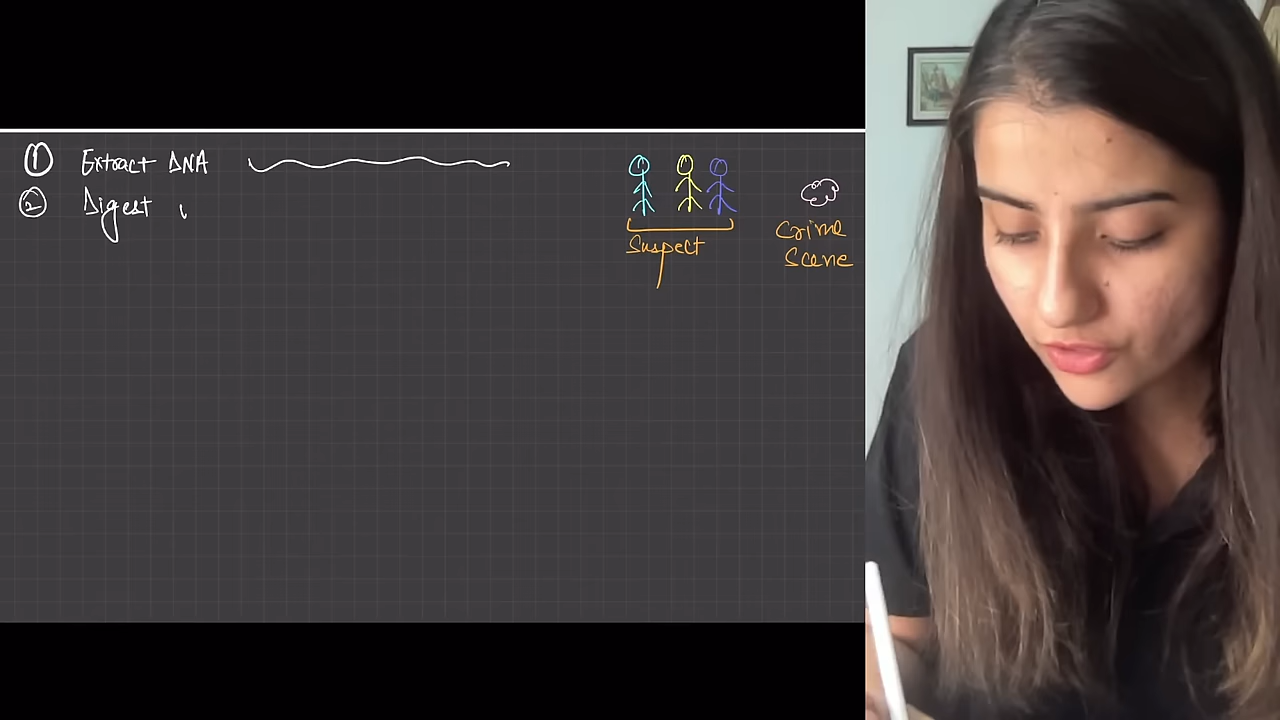 ① Extract DNA
② Digest
Suspect
Crime
Scene